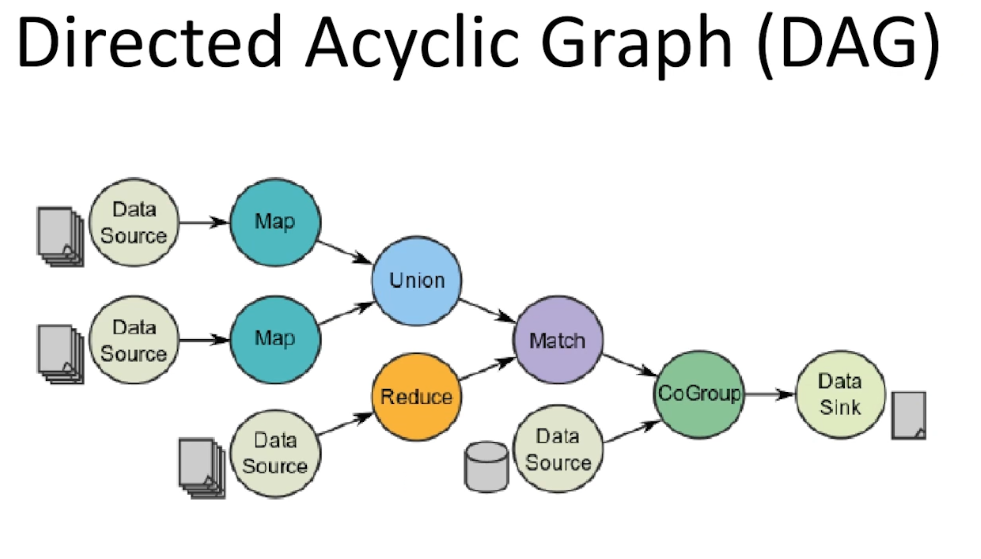 Directed Acyclic Graph (DAG)
Data
Source
Map
Union
Data
Source
Map
Match
Reduce
Data
Source
Data
Source
CoGroup
Data
Sink